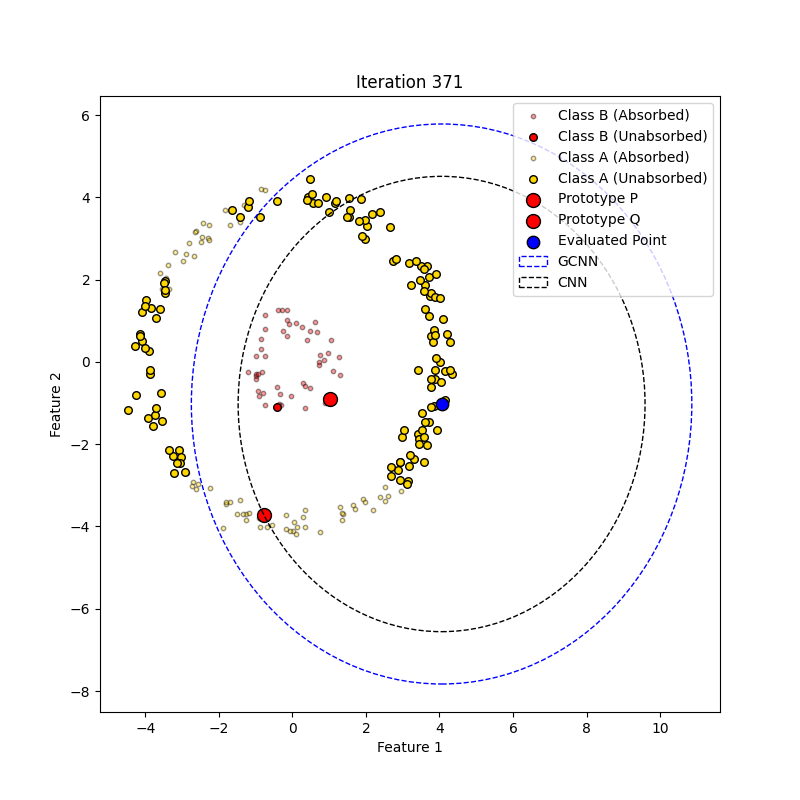 Iteration 371
Class B (Absorbed)
Class B (Unabsorbed)
Class A (Absorbed)
Class A (Unabsorbed)
Prototype P
Prototype Q
Evaluated Point
GCNN
CNN
6
4
2
0
−2
−4
−6
−8
Feature 2
−4 −2 0 2 4 6 8 10
Feature 1